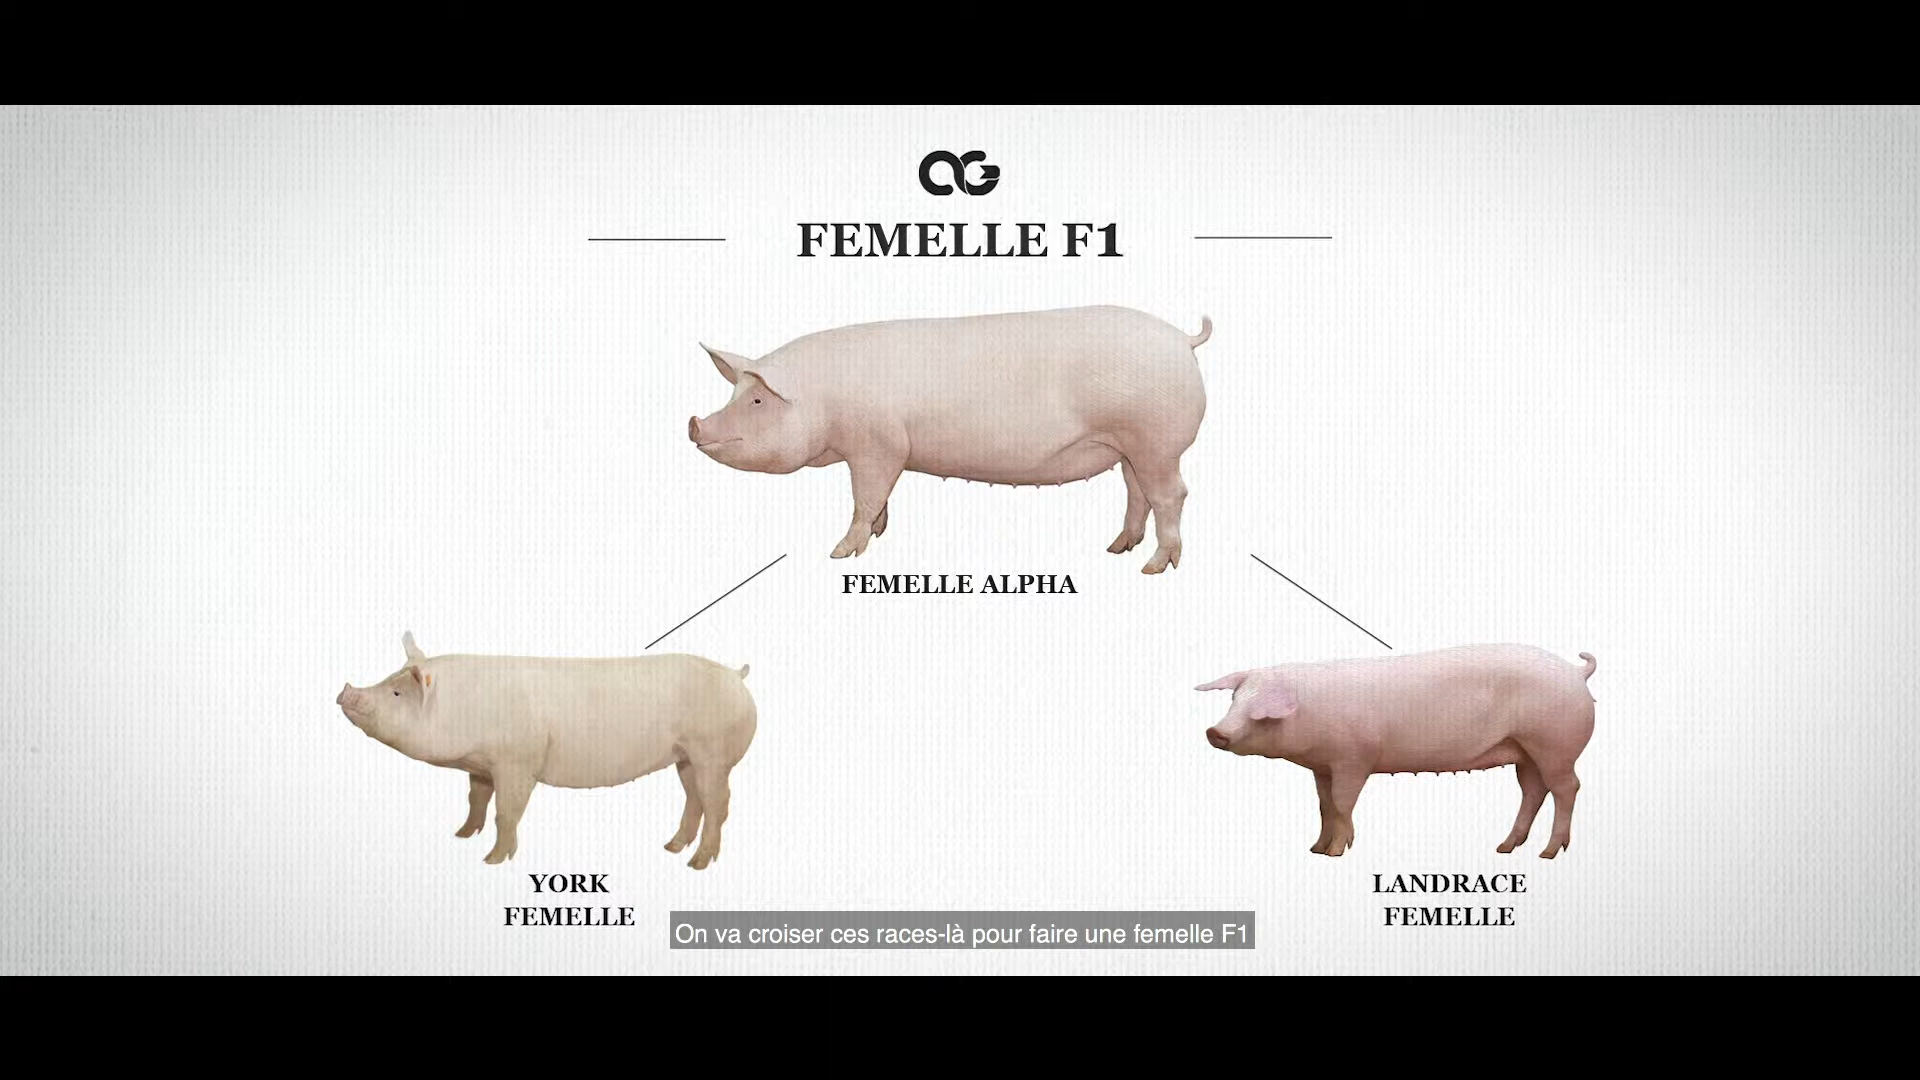 AG
FEMELLE F1
FEMELLE ALPHA
YORK
FEMELLE
LANDRACE
FEMELLE
On va croiser ces races-là pour faire une femelle F1